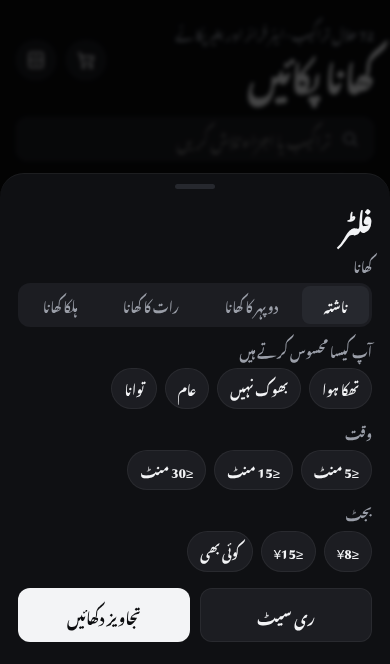 کھانا پکائیں
فلٹر
کھانا
ناشتہ دوپہر کا کھانا رات کا کھانا ہلکا کھانا
آپ کیسا محسوس کرتے ہیں
تھکا ہوا بھوک نہیں عام توانا
وقت
≤5 منٹ ≤15 منٹ ≤30 منٹ
بجٹ
≤¥8 ≤¥15 کوئی بھی
ری سیٹ تجاویز دکھائیں